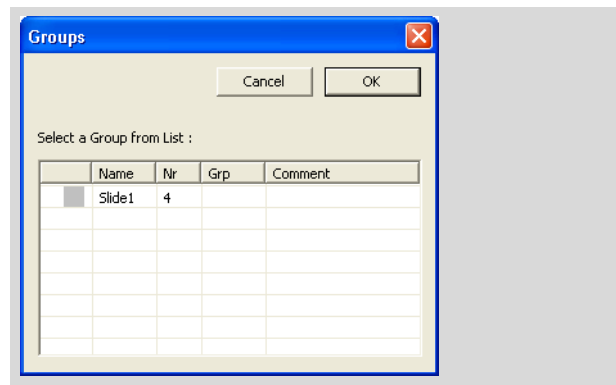 Groups
Cancel OK
Select a Group from List :
Name Nr Grp Comment
Slide1 4